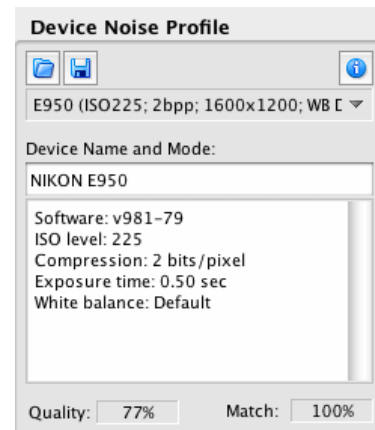 Device Noise Profile
E950 (ISO225; 2bpp; 1600x1200; WB D
Device Name and Mode:
NIKON E950
Software: v981-79
ISO level: 225
Compression: 2 bits/pixel
Exposure time: 0.50 sec
White balance: Default
Quality: 77% Match: 100%